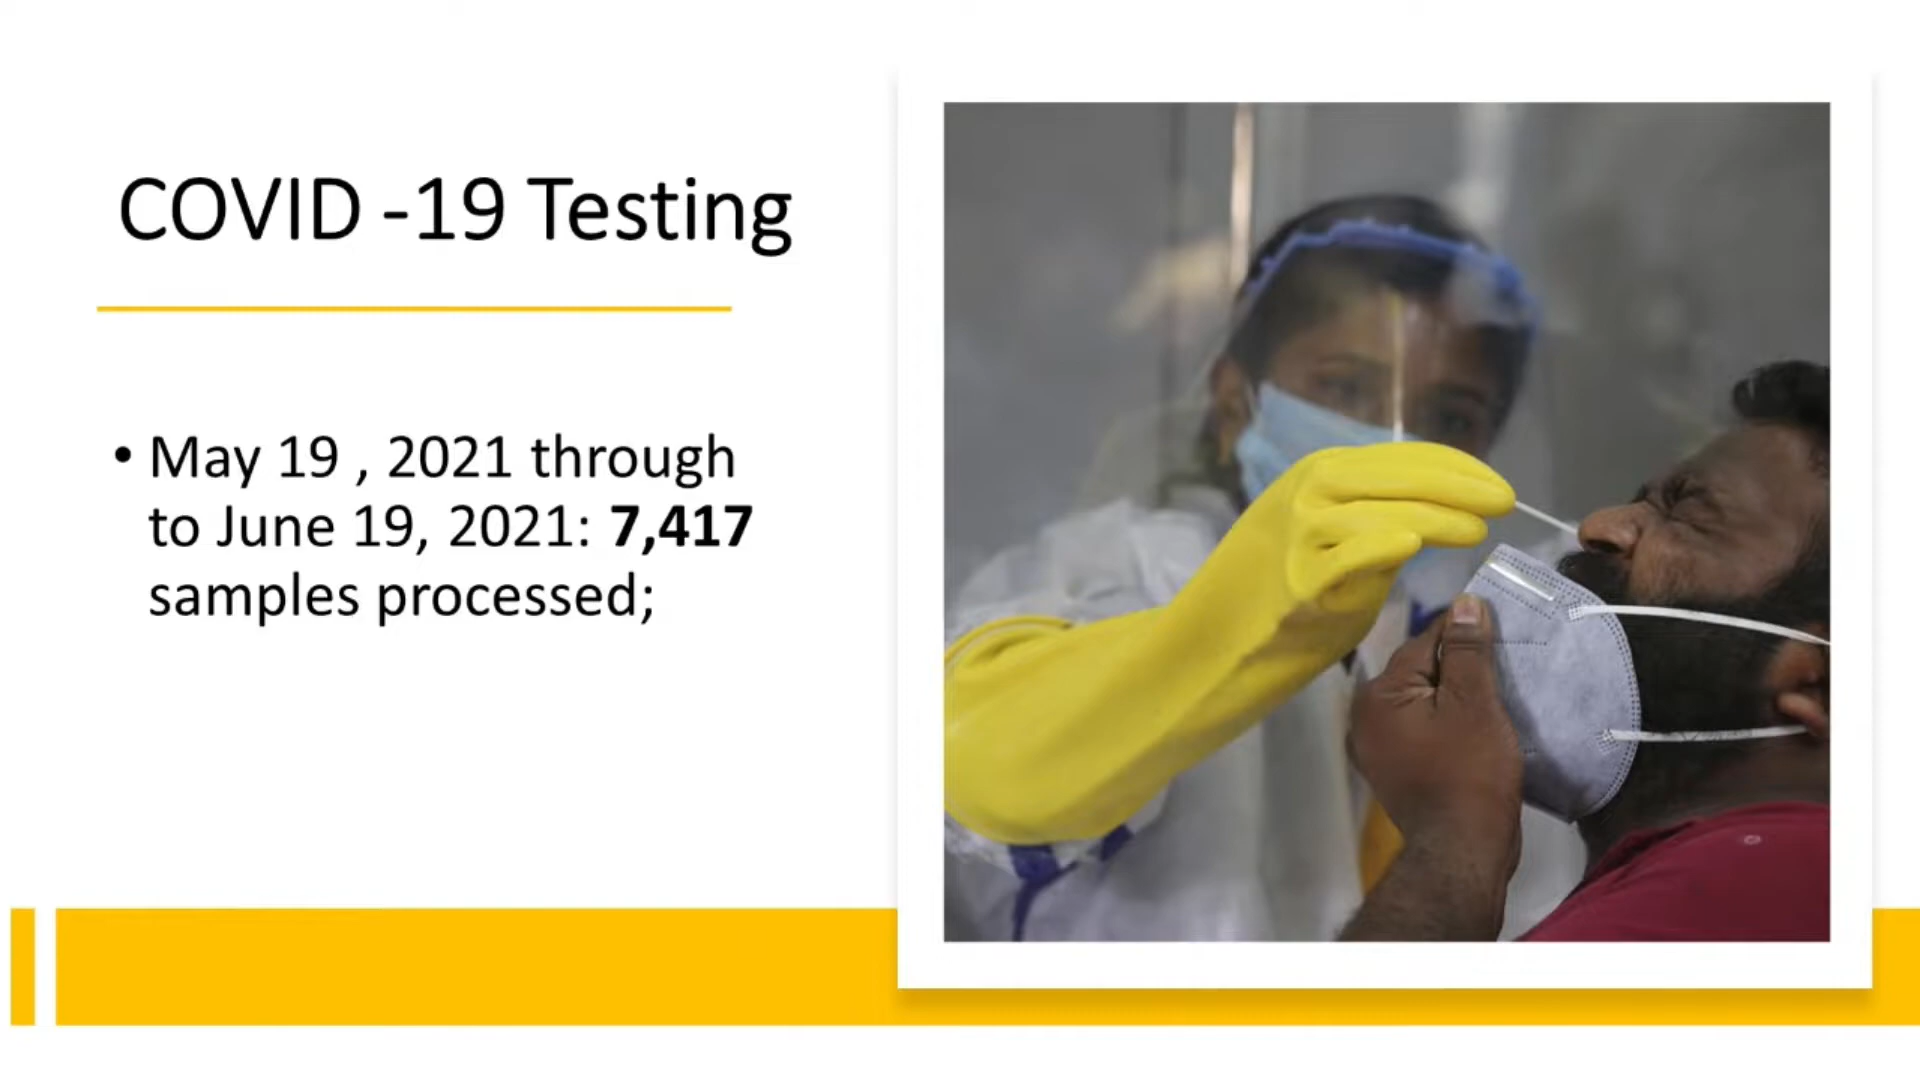 COVID -19 Testing
• May 19 , 2021 through
to June 19, 2021: 7,417
samples processed;